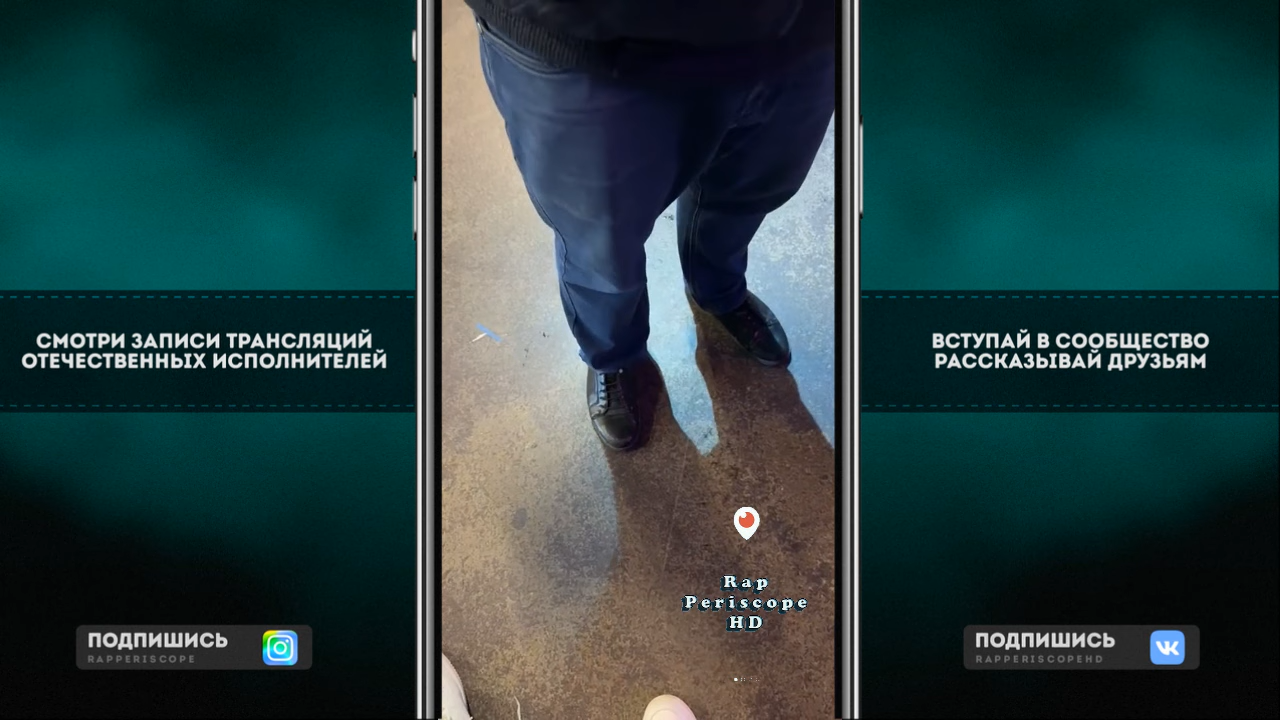 СМОТРИ ЗАПИСИ ТРАНСЛЯЦИЙ
ОТЕЧЕСТВЕННЫХ ИСПОЛНИТЕЛЕЙ
ПОДПИШИСЬ
RAPPERISCOPE
Rap
Periscope
HD
ВСТУПАЙ В СООБЩЕСТВО
РАССКАЗЫВАЙ ДРУЗЬЯМ
ПОДПИШИСЬ
RAPPERISCOPEHD